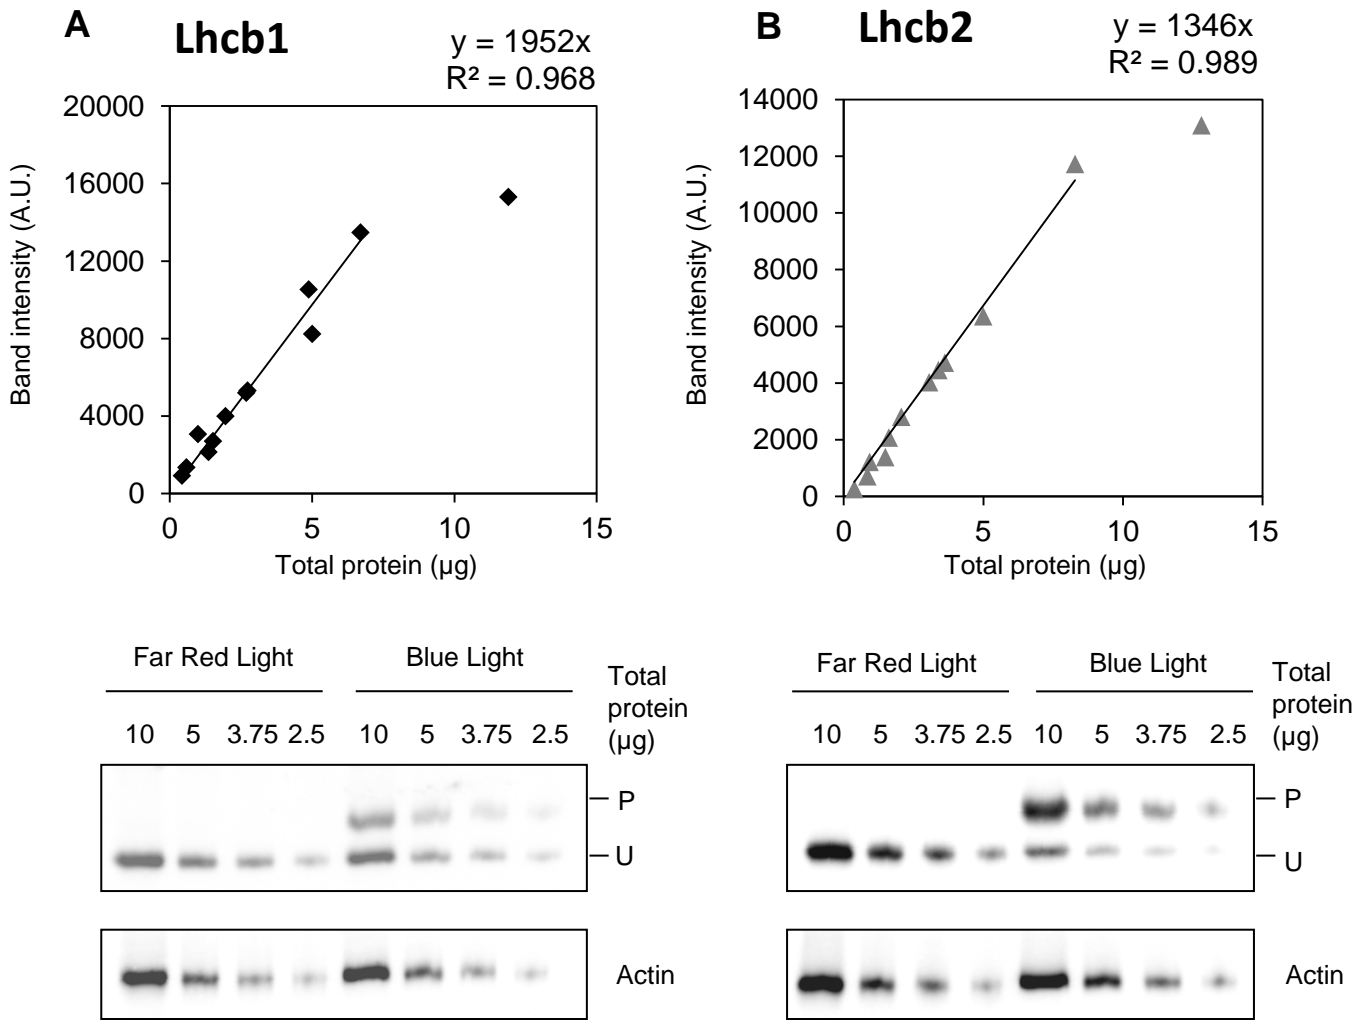 A
Lhcb1
y = 1952x
R² = 0.968
20000
16000
12000
8000
4000
0
Band intensity (A.U.)
0 5 10 15
Total protein (µg)
B
Lhcb2
y = 1346x
R² = 0.989
14000
12000
10000
8000
6000
4000
2000
0
Band intensity (A.U.)
0 5 10 15
Total protein (µg)
Far Red Light Blue Light
Total
protein
(µg)
10 5 3.75 2.5 10 5 3.75 2.5
P
U
Actin
Far Red Light Blue Light
Total
protein
(µg)
10 5 3.75 2.5 10 5 3.75 2.5
P
U
Actin